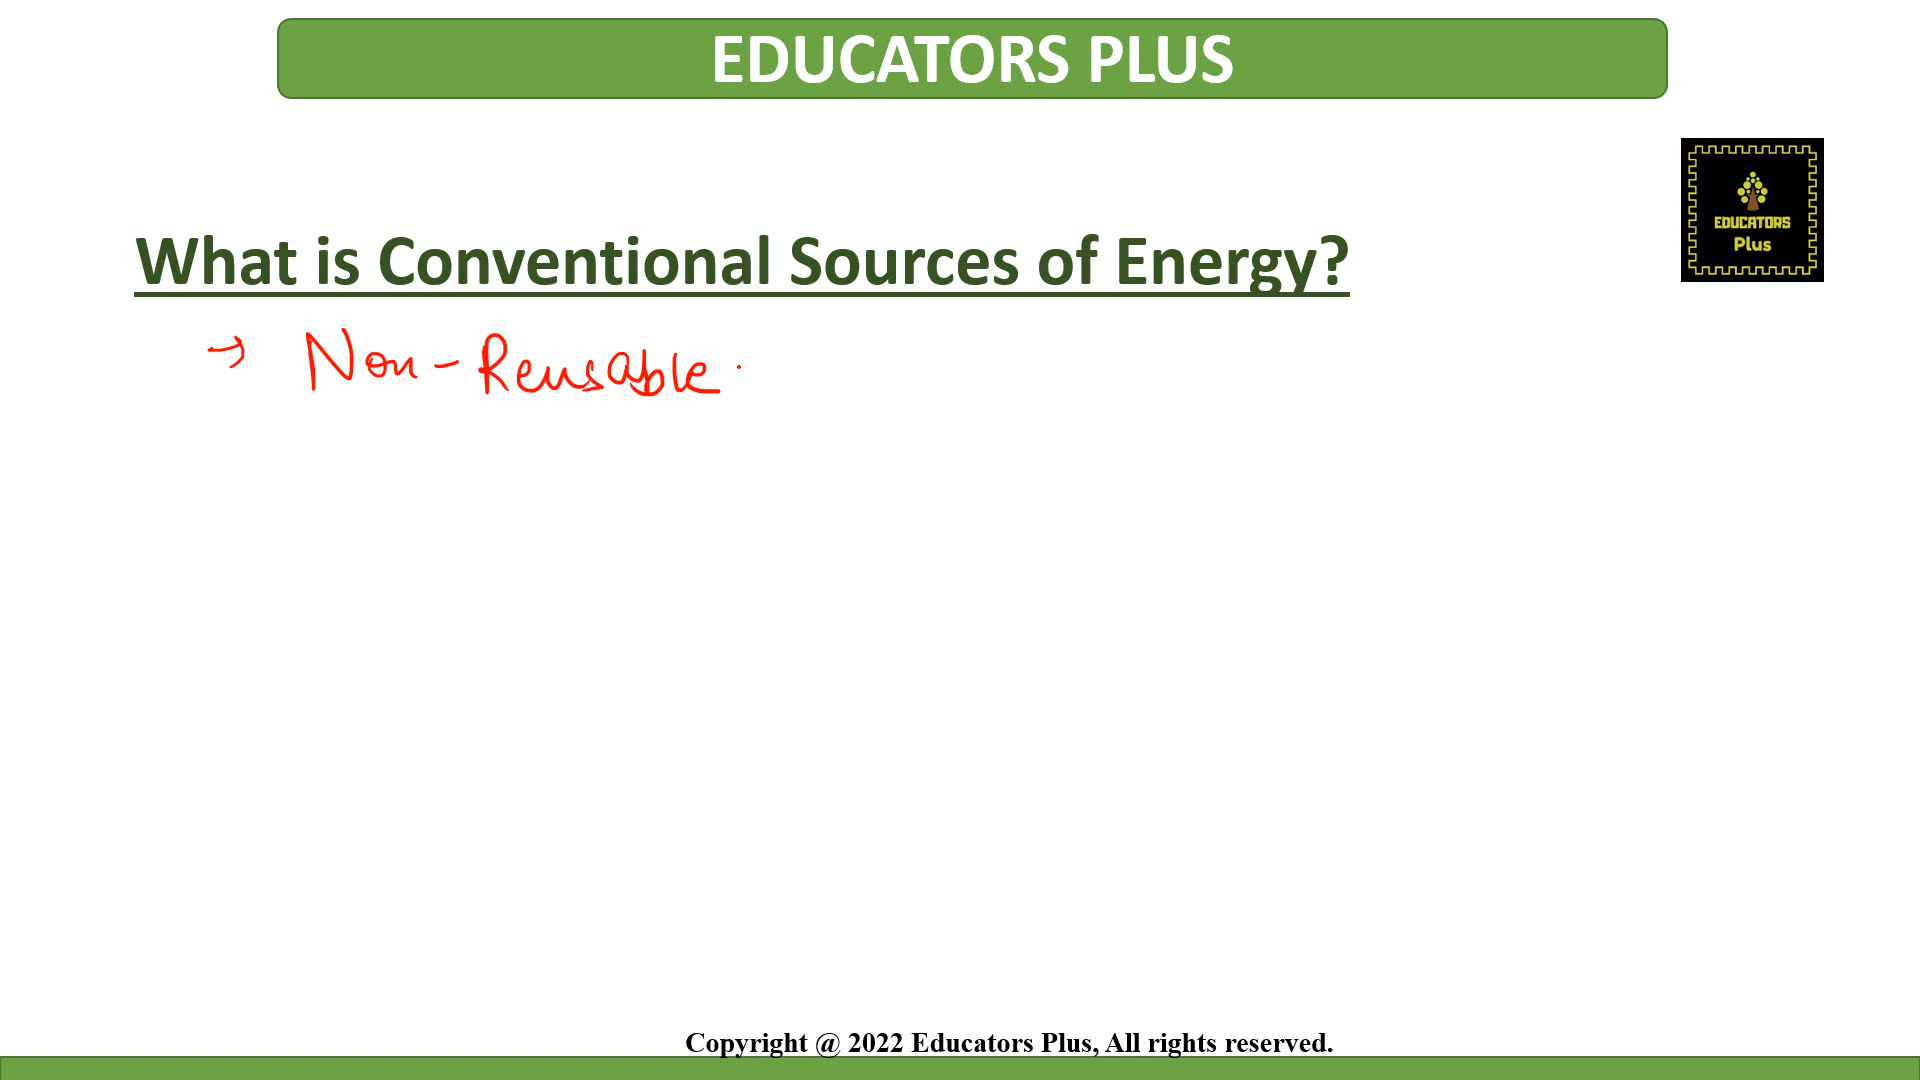 EDUCATORS PLUS
EDUCATORS
Plus
What is Conventional Sources of Energy?
→ Non-Reusable.
Copyright @ 2022 Educators Plus, All rights reserved.